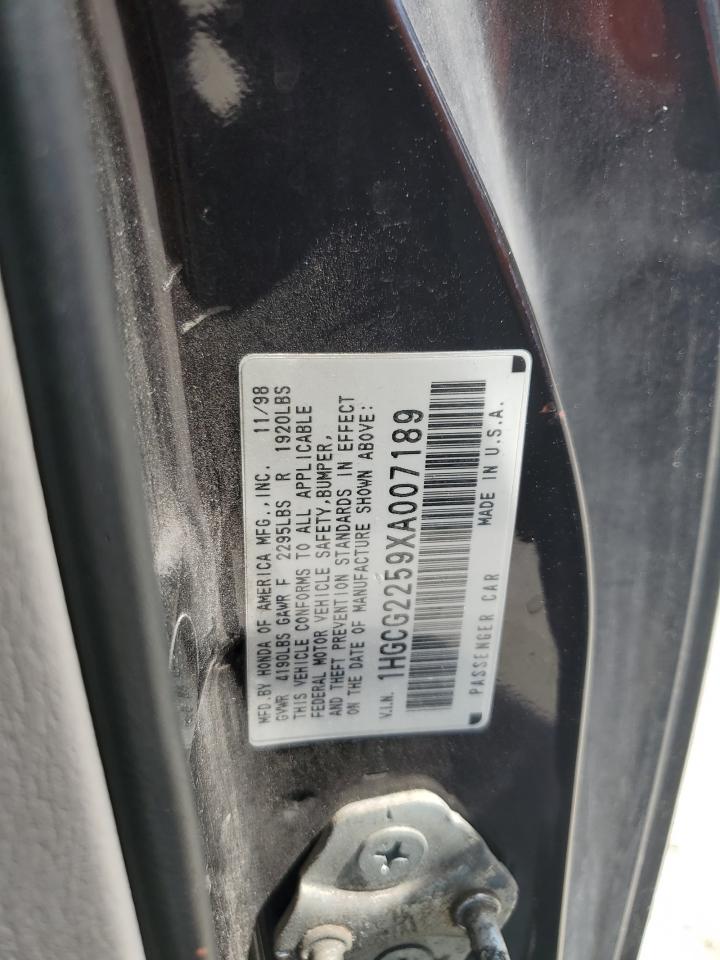 MFD.BY HONDA OF AMERICA MFG.,INC. 11/98
GVWR 4190LBS GAWR F 2295LBS R 1920LBS
THIS VEHICLE CONFORMS TO ALL APPLICABLE
FEDERAL MOTOR VEHICLE SAFETY,BUMPER,
AND THEFT PREVENTION STANDARDS IN EFFECT
ON THE DATE OF MANUFACTURE SHOWN ABOVE:
V.I.N. 1HGCG2259XA007189
PASSENGER CAR MADE IN U.S.A.